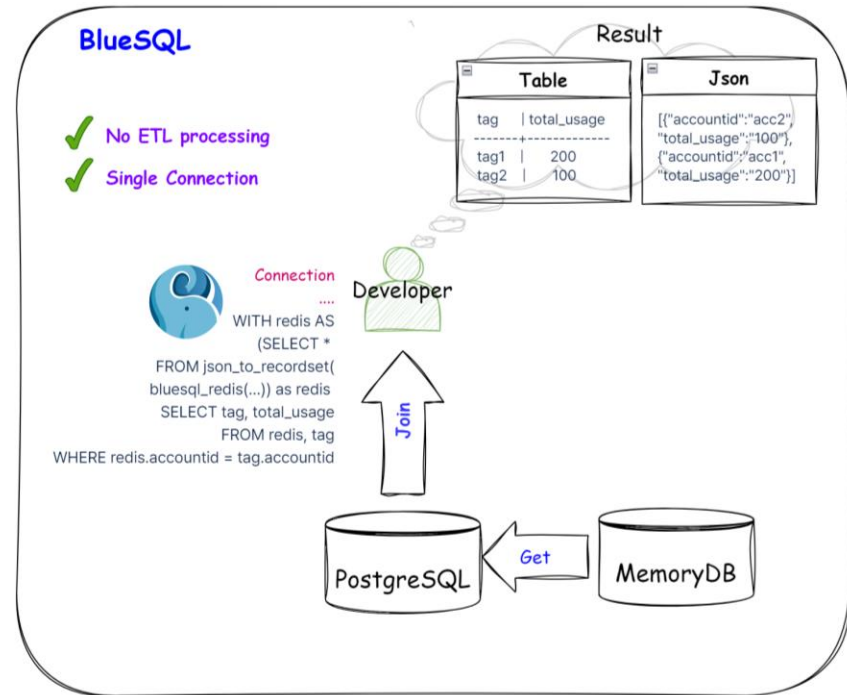 BlueSQL
No ETL processing
Single Connection
Result
Table
tag | total_usage
-------+---------------
tag1 | 200
tag2 | 100
Json
[{"accountid":"acc2",
"total_usage":"100"},
{"accountid":"acc1",
"total_usage":"200"}]
Developer
Connection
....
WITH redis AS
(SELECT *
FROM json_to_recordset(
bluesql_redis(...)) as redis
SELECT tag, total_usage
FROM redis, tag
WHERE redis.accountid = tag.accountid
Join
PostgreSQL
Get
MemoryDB